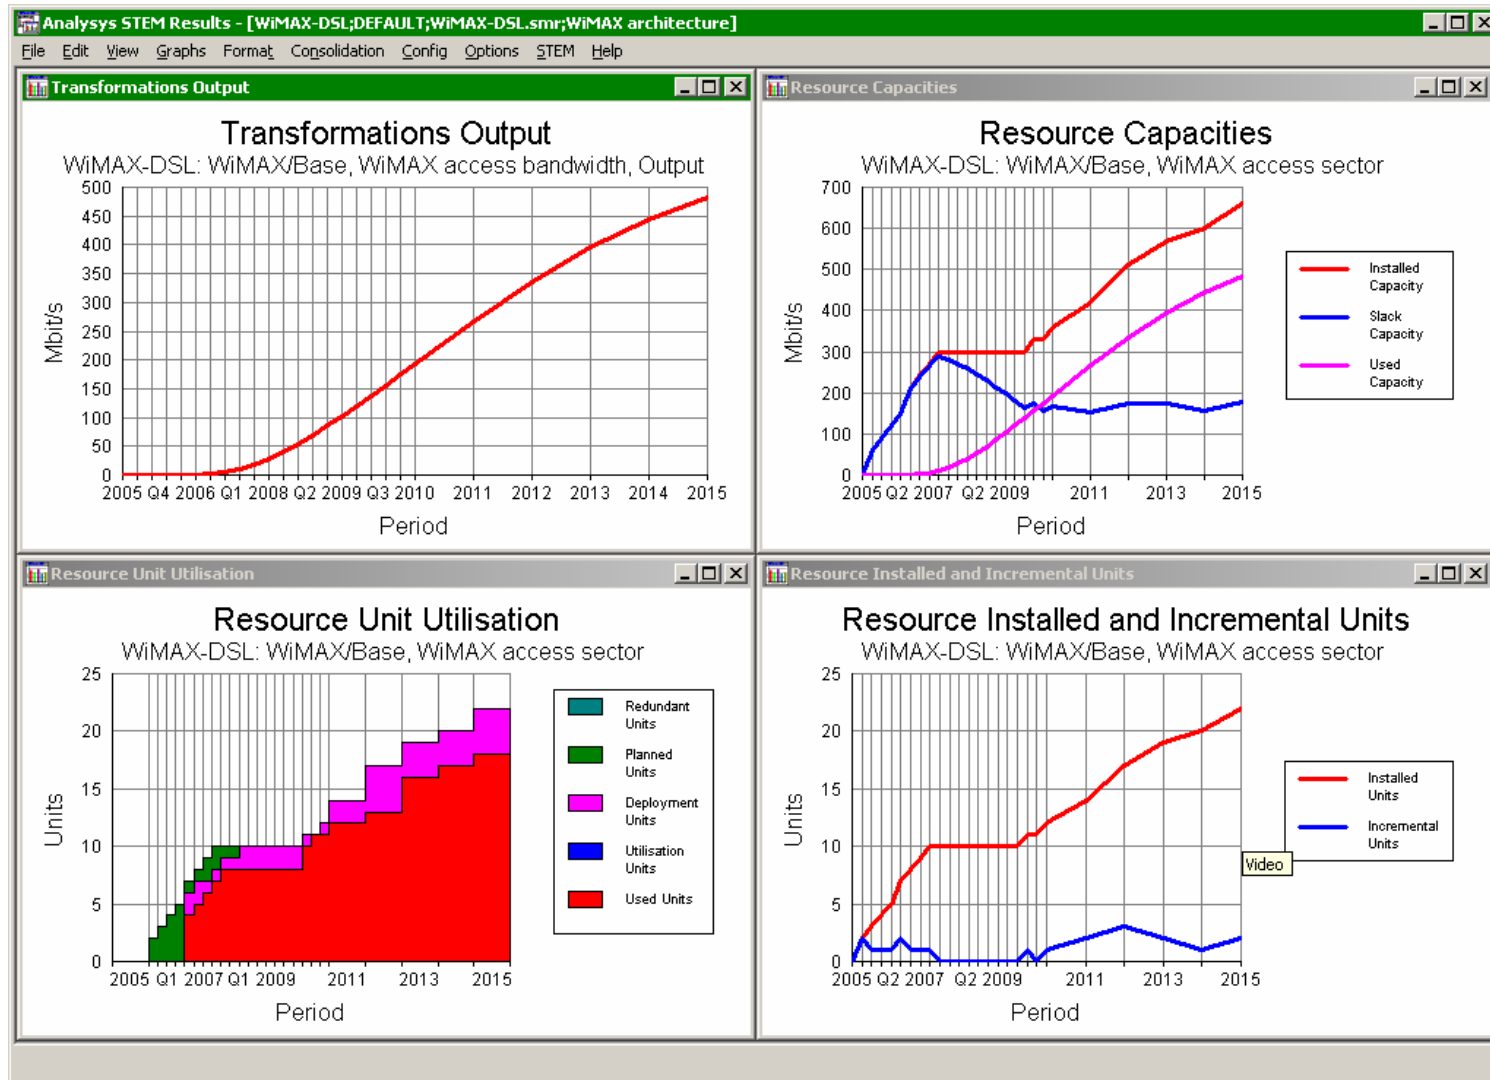 Analysys STEM Results - [WiMAX-DSL;DEFAULT;WiMAX-DSL.smr;WiMAX architecture]
File Edit View Graphs Format Consolidation Config Options STEM Help
Transformations Output
Transformations Output
WiMAX-DSL: WiMAX/Base, WiMAX access bandwidth, Output
500
450
400
350
300
250
200
150
100
50
0
Mbit/s
2005 Q4 2006 Q1 2008 Q2 2009 Q3 2010 2011 2012 2013 2014 2015
Period
Resource Capacities
Resource Capacities
WiMAX-DSL: WiMAX/Base, WiMAX access sector
700
600
500
400
300
200
100
0
Mbit/s
2005 Q2 2007 Q2 2009 2011 2013 2015
Period
Installed
Capacity
Slack
Capacity
Used
Capacity
Resource Unit Utilisation
Resource Unit Utilisation
WiMAX-DSL: WiMAX/Base, WiMAX access sector
25
20
15
10
5
0
Units
2005 Q1 2007 Q1 2009 2011 2013 2015
Period
Redundant
Units
Planned
Units
Deployment
Units
Utilisation
Units
Used Units
Resource Installed and Incremental Units
Resource Installed and Incremental Units
WiMAX-DSL: WiMAX/Base, WiMAX access sector
25
20
15
10
5
0
Units
2005 Q2 2007 Q2 2009 2011 2013 2015
Period
Installed
Units
Incremental
Units
Video